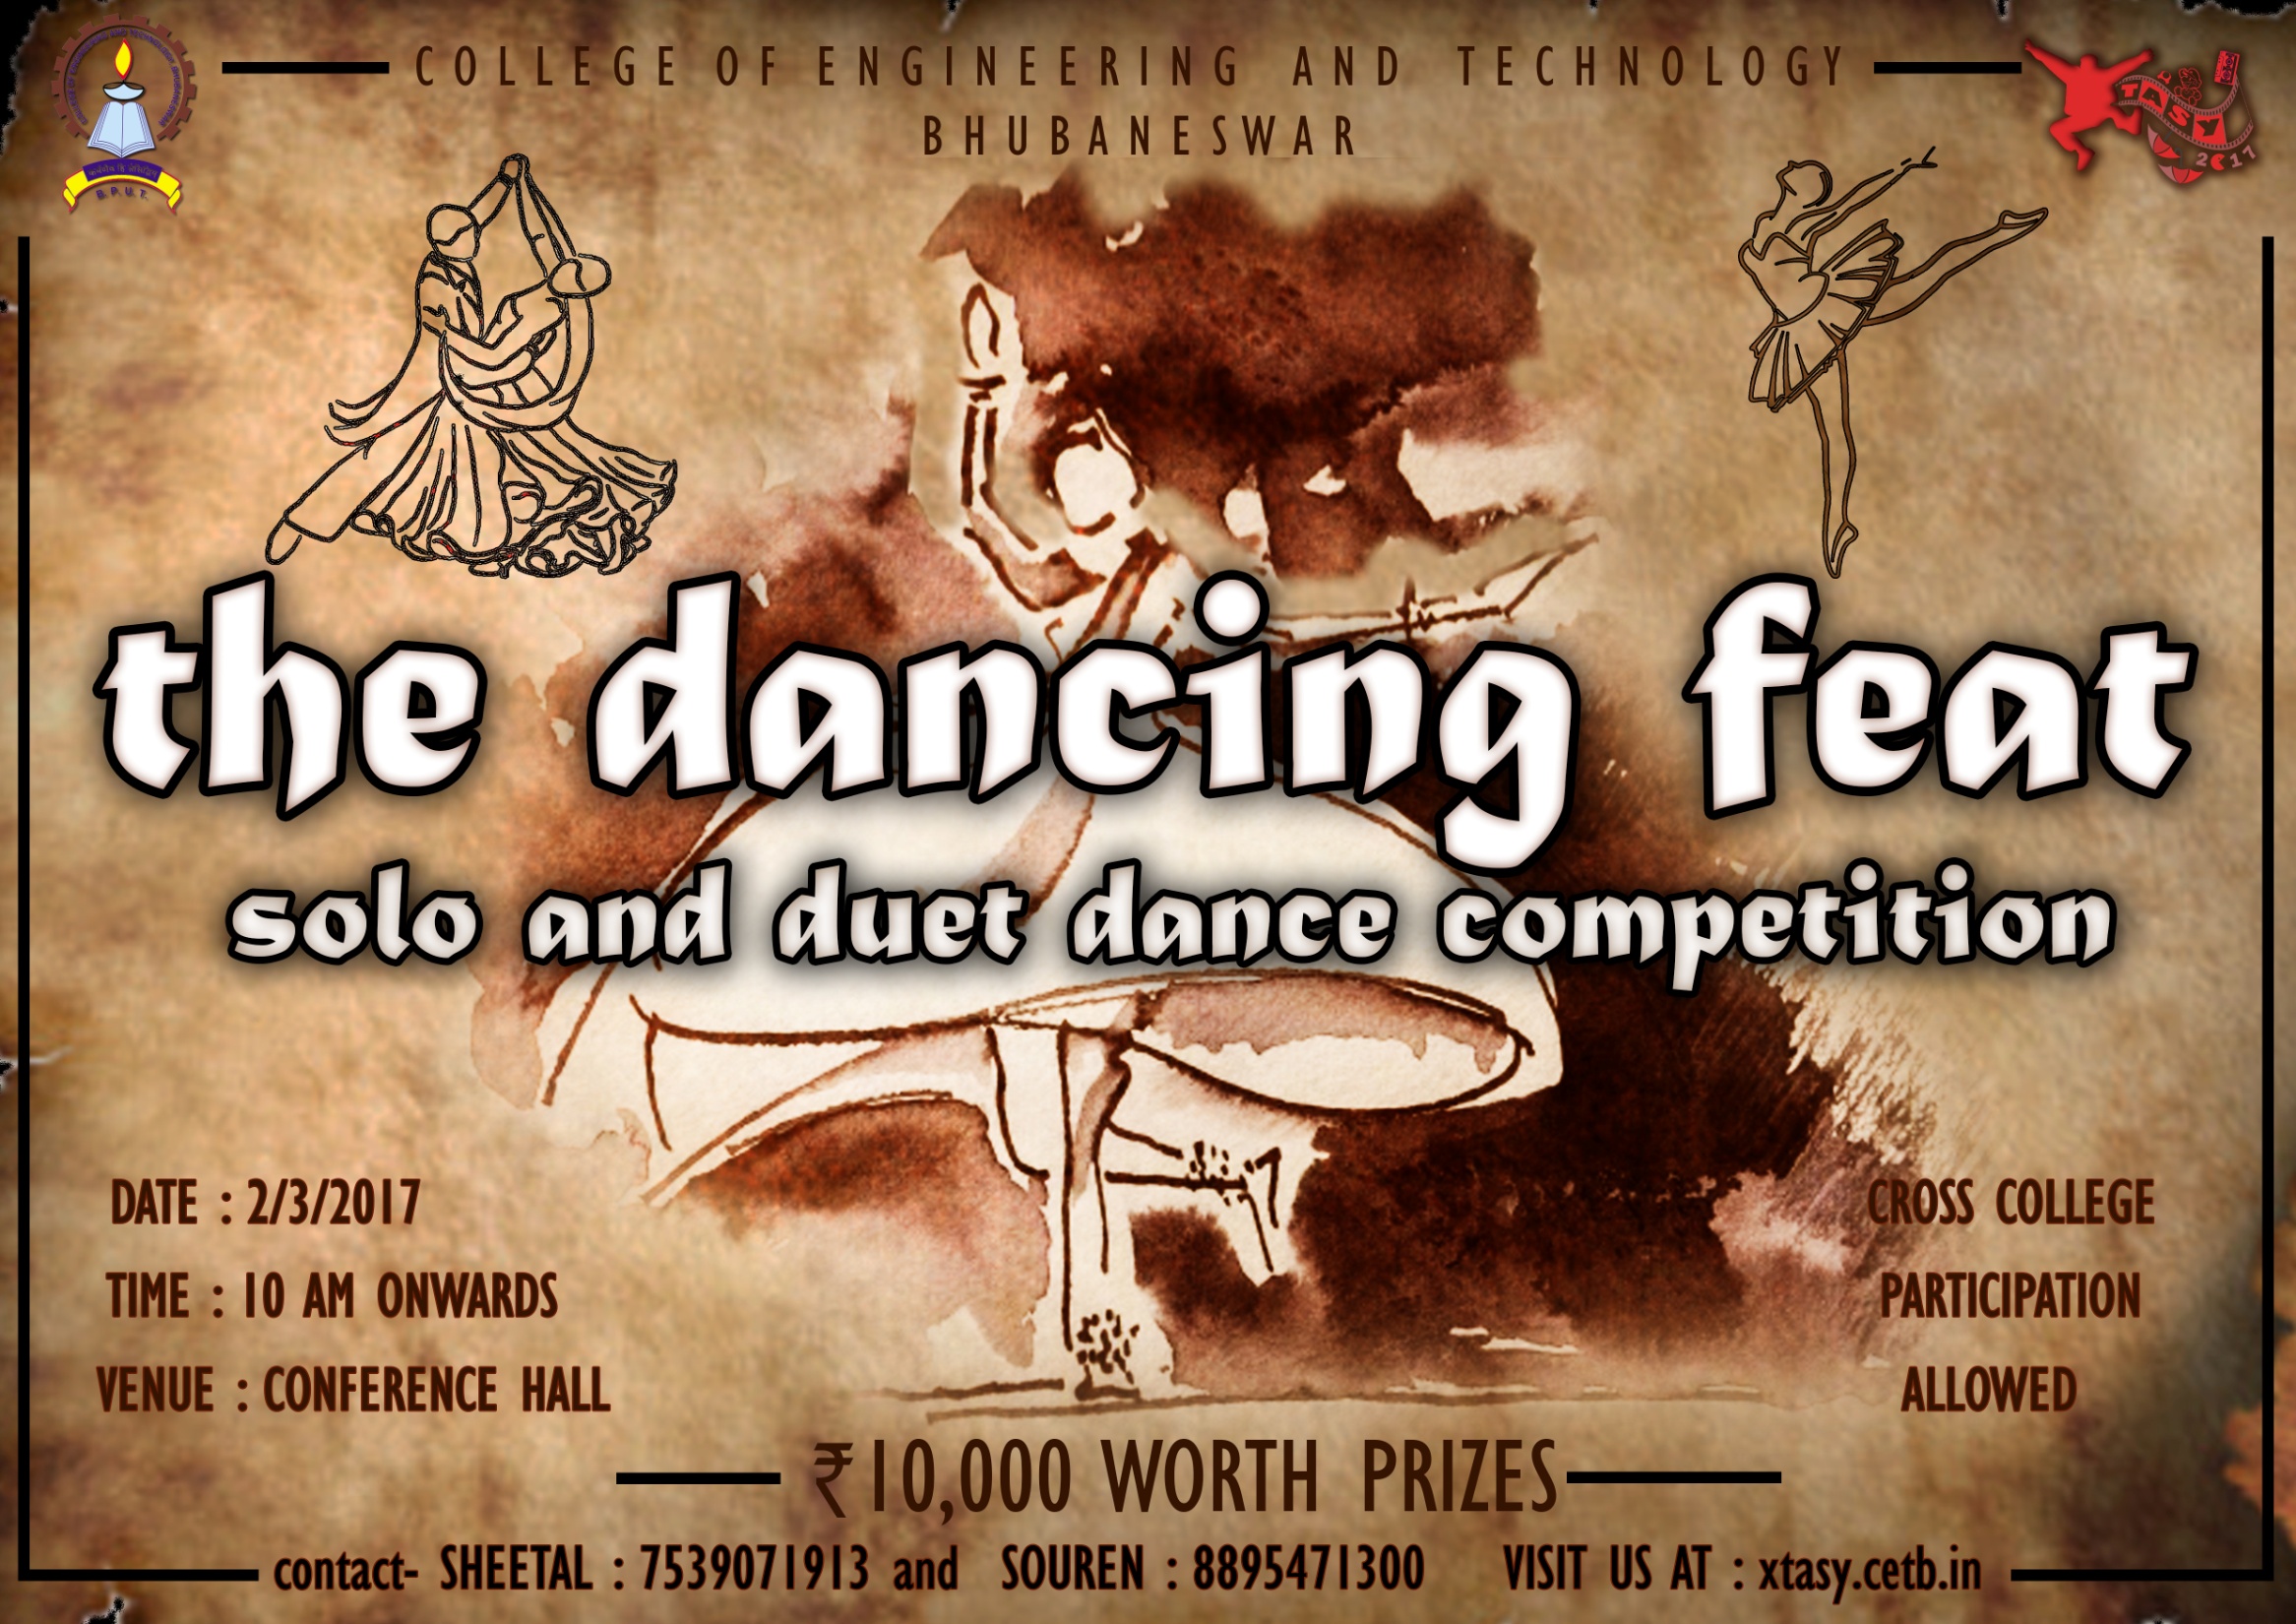 COLLEGE OF ENGINEERING AND TECHNOLOGY
BHUBANESWAR
B. P. U. T.
TASY
2017
the dancing feat
solo and duet dance competition
DATE : 2/3/2017
TIME : 10 AM ONWARDS
VENUE : CONFERENCE HALL
CROSS COLLEGE
PARTICIPATION
ALLOWED
₹10,000 WORTH PRIZES
contact- SHEETAL : 7539071913 and SOUREN : 8895471300 VISIT US AT : xtasy.cetb.in